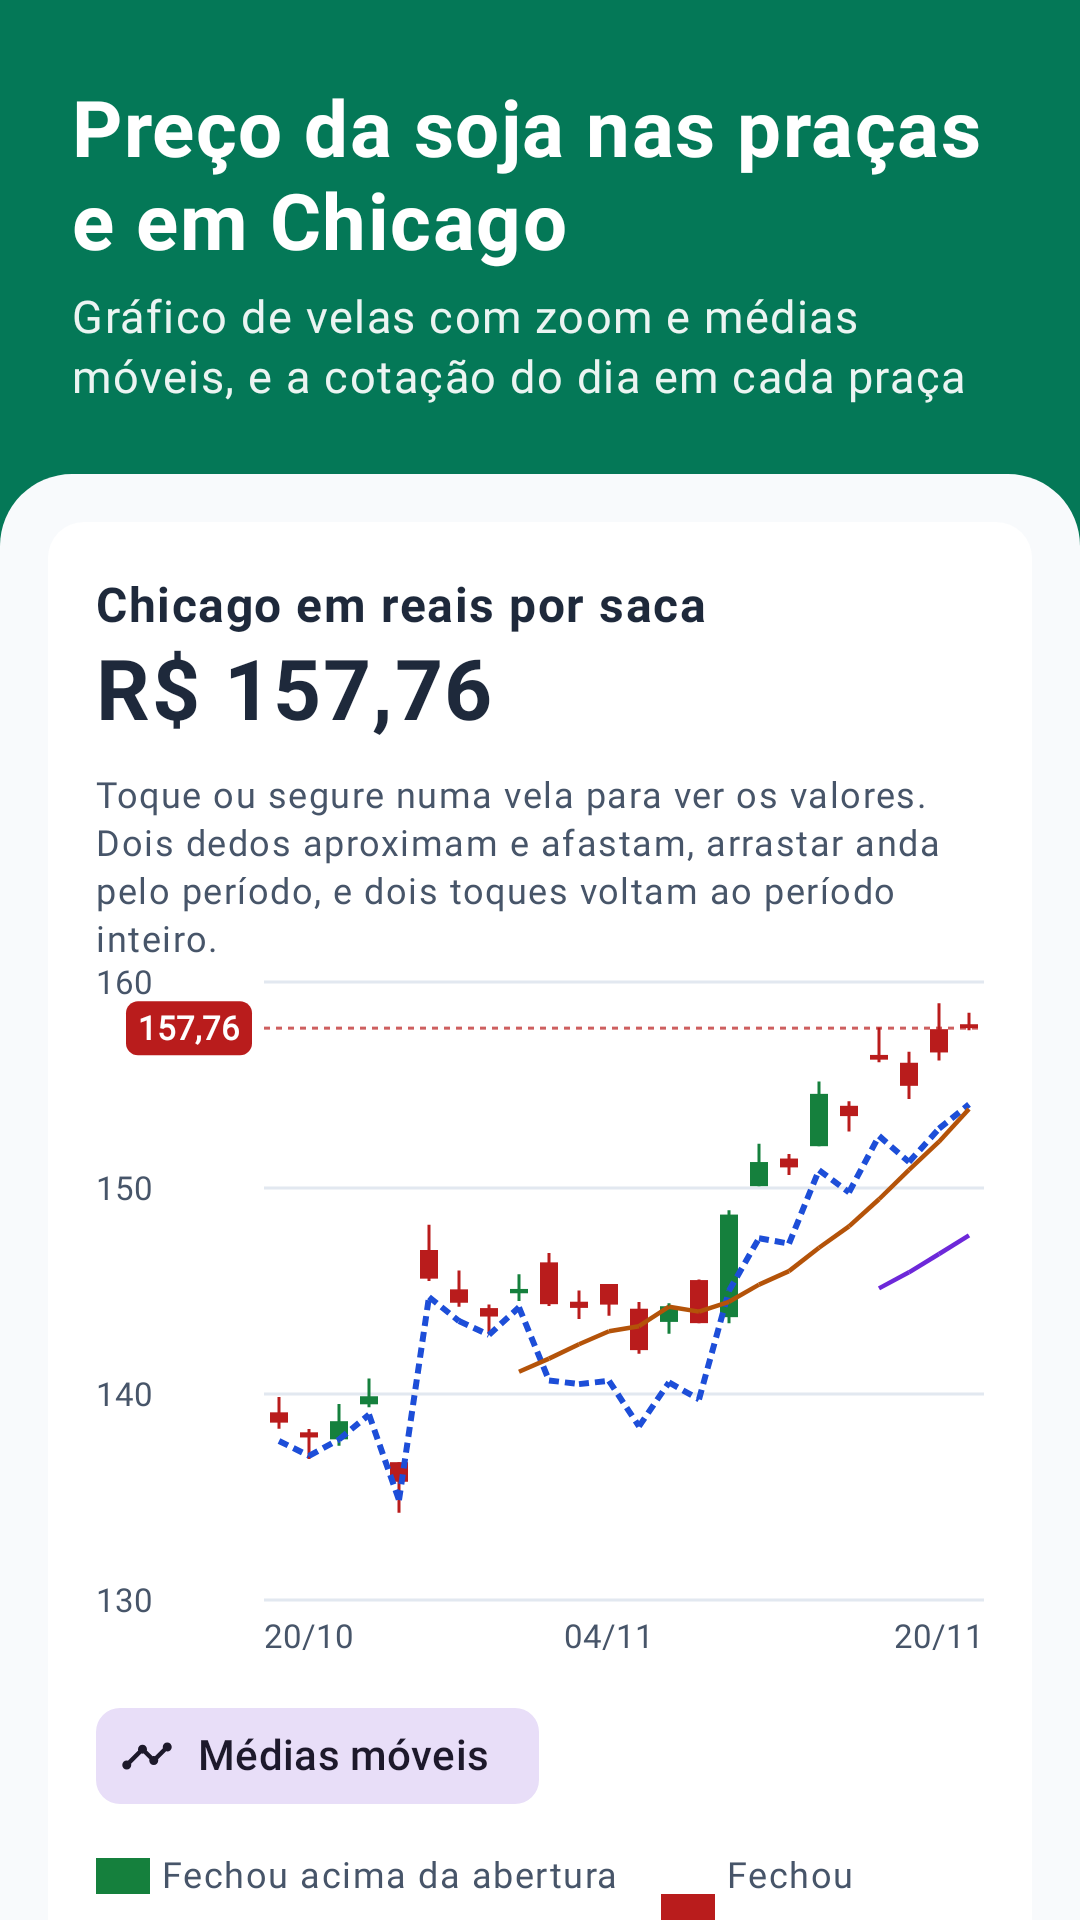 Preço da soja nas praças
e em Chicago
Gráfico de velas com zoom e médias
móveis, e a cotação do dia em cada praça
Chicago em reais por saca
R$ 157,76
Toque ou segure numa vela para ver os valores.
Dois dedos aproximam e afastam, arrastar anda
pelo período, e dois toques voltam ao período
inteiro.
160
157,76
150
140
130
20/10 04/11 20/11
Médias móveis
Fechou acima da abertura Fechou